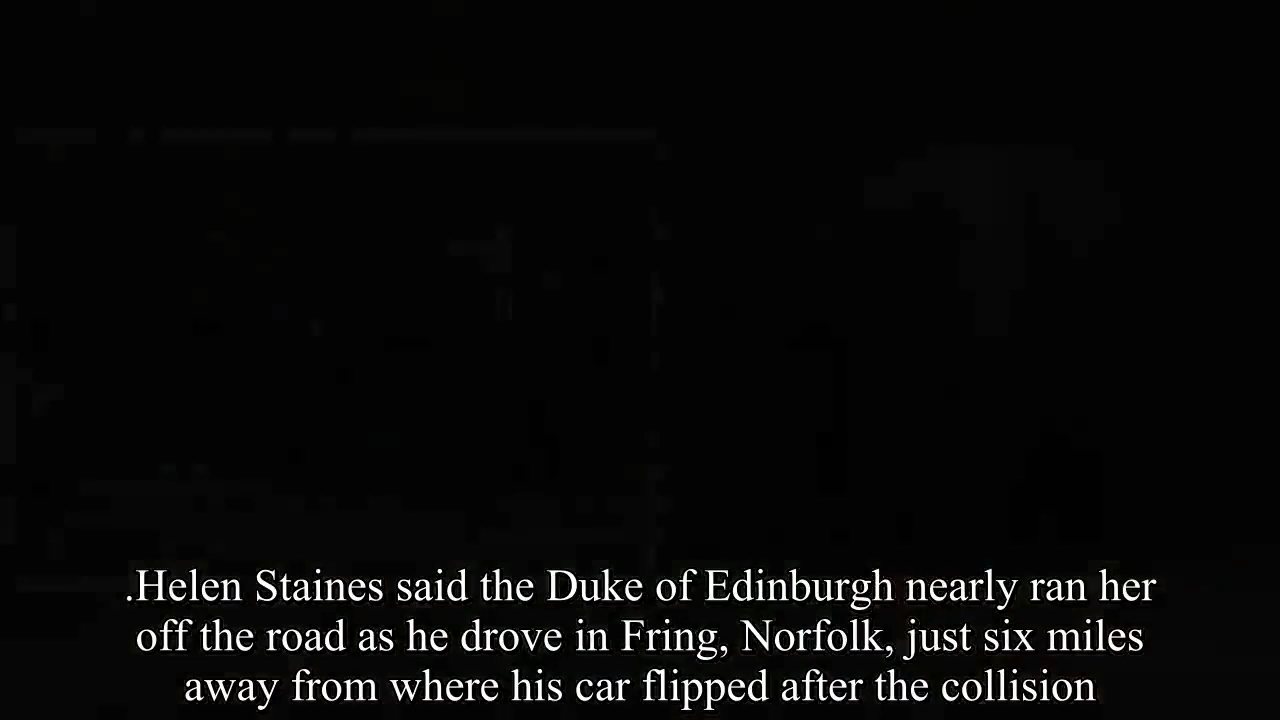 .Helen Staines said the Duke of Edinburgh nearly ran her
off the road as he drove in Fring, Norfolk, just six miles
away from where his car flipped after the collision